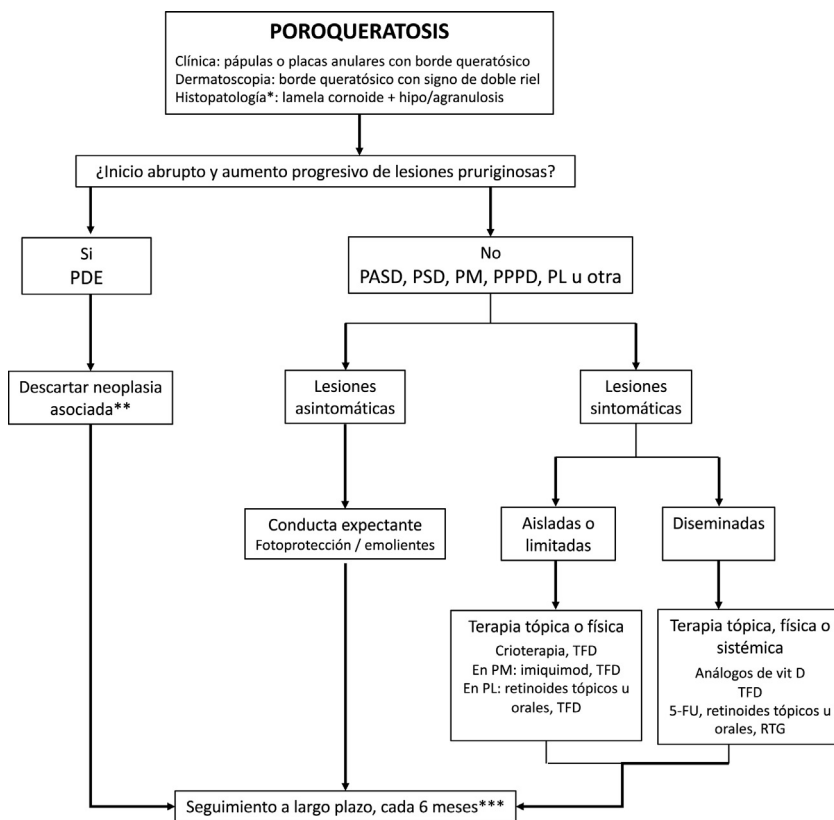 POROQUERATOSIS
Clínica: pápulas o placas anulares con borde queratósico
Dermatoscopia: borde queratósico con signo de doble riel
Histopatología*: lamela cornoide + hipo/agranulosis
¿Inicio abrupto y aumento progresivo de lesiones pruriginosas?
Si
PDE
No
PASD, PSD, PM, PPPD, PL u otra
Descartar neoplasia
asociada**
Lesiones
asintomáticas
Lesiones
sintomáticas
Conducta expectante
Fotoprotección / emolientes
Aisladas o
limitadas
Diseminadas
Terapia tópica o física
Crioterapia, TFD
En PM: imiquimod, TFD
En PL: retinoides tópicos u
orales, TFD
Terapia tópica, física o
sistémica
Análogos de vit D
TFD
5-FU, retinoides tópicos u
orales, RTG
Seguimiento a largo plazo, cada 6 meses***